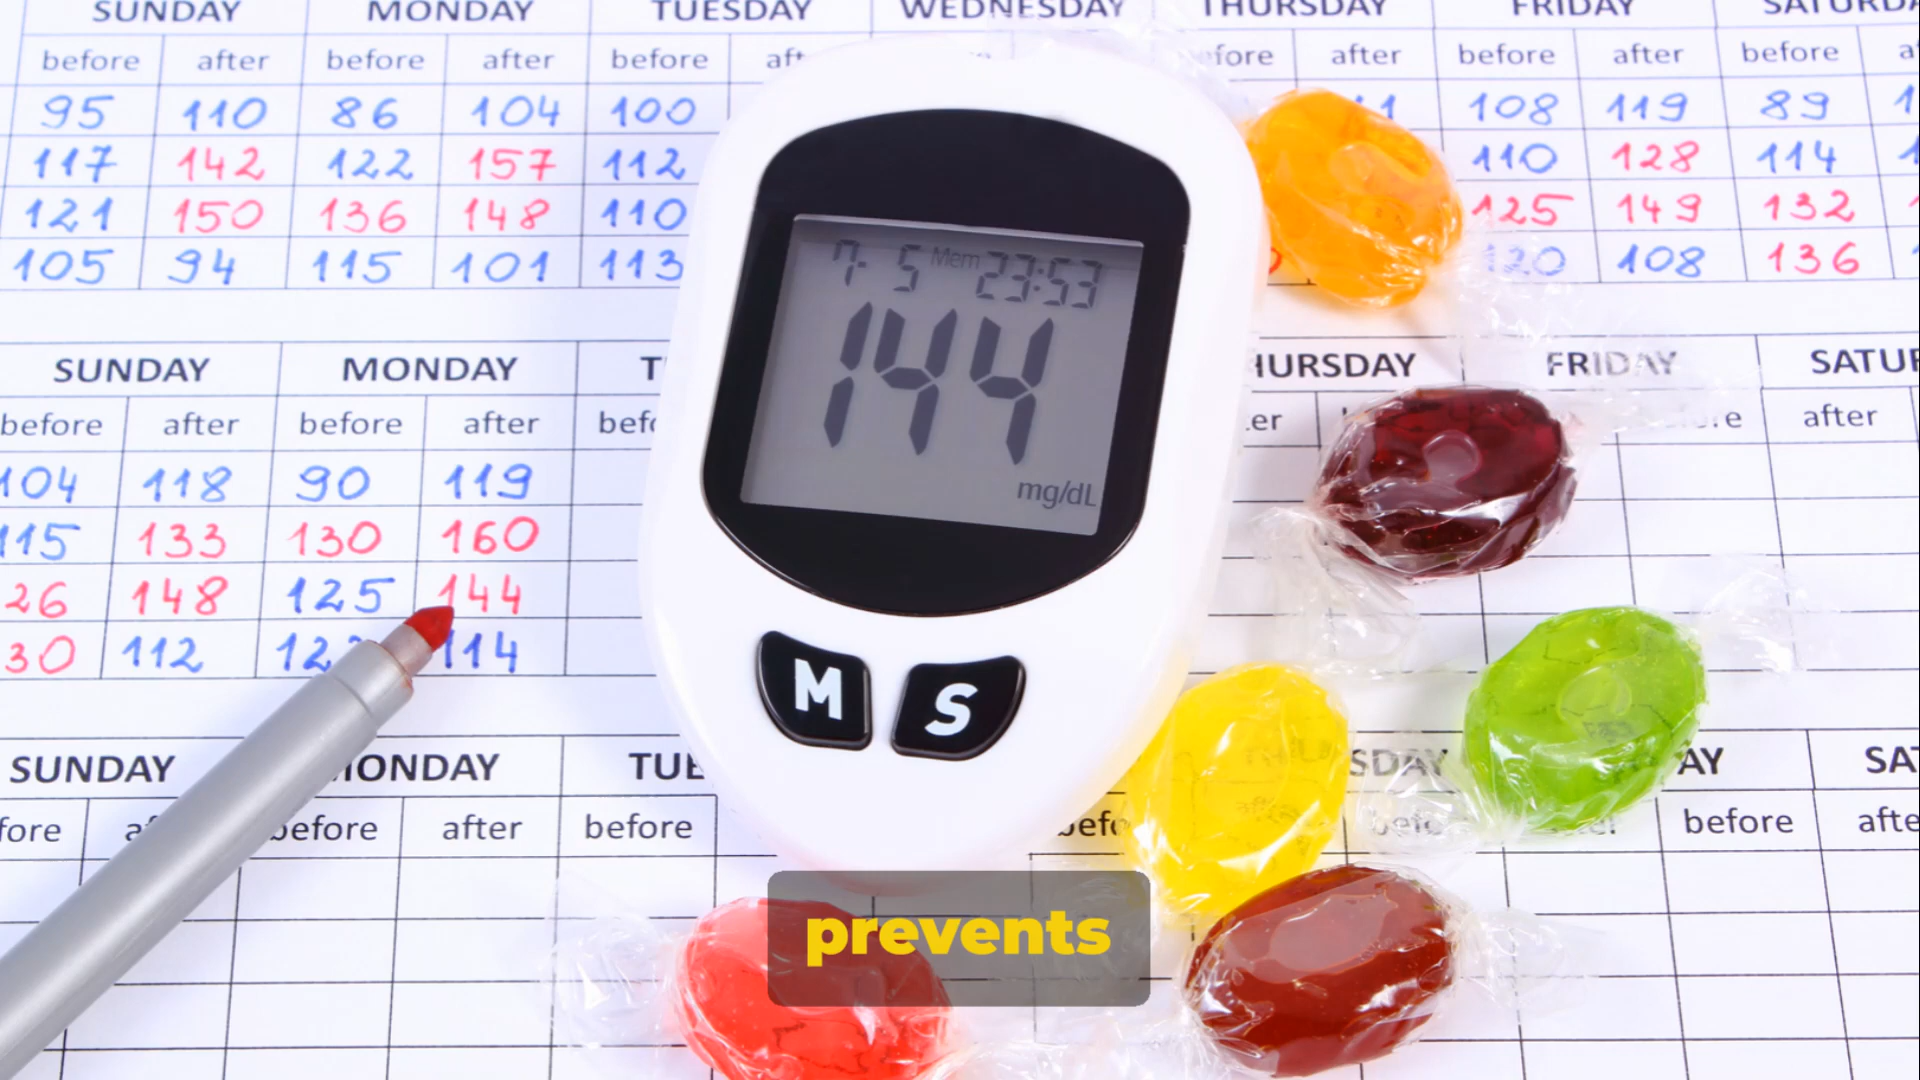 SUNDAY MONDAY TUESDAY WEDNESDAY THURSDAY FRIDAY
before after before after before after before after before
95 110 86 104 100 108 119 89
117 142 122 157 112 110 128 114
121 150 136 148 110 125 149 132
105 94 115 101 113 120 108 136
7- 5 Mem 23:53
144
mg/dL
SUNDAY MONDAY FRIDAY
before after before after after
104 118 90 119
115 133 130 160
148 125 144
112 114
M S
SUNDAY MONDAY
before after before before
prevents